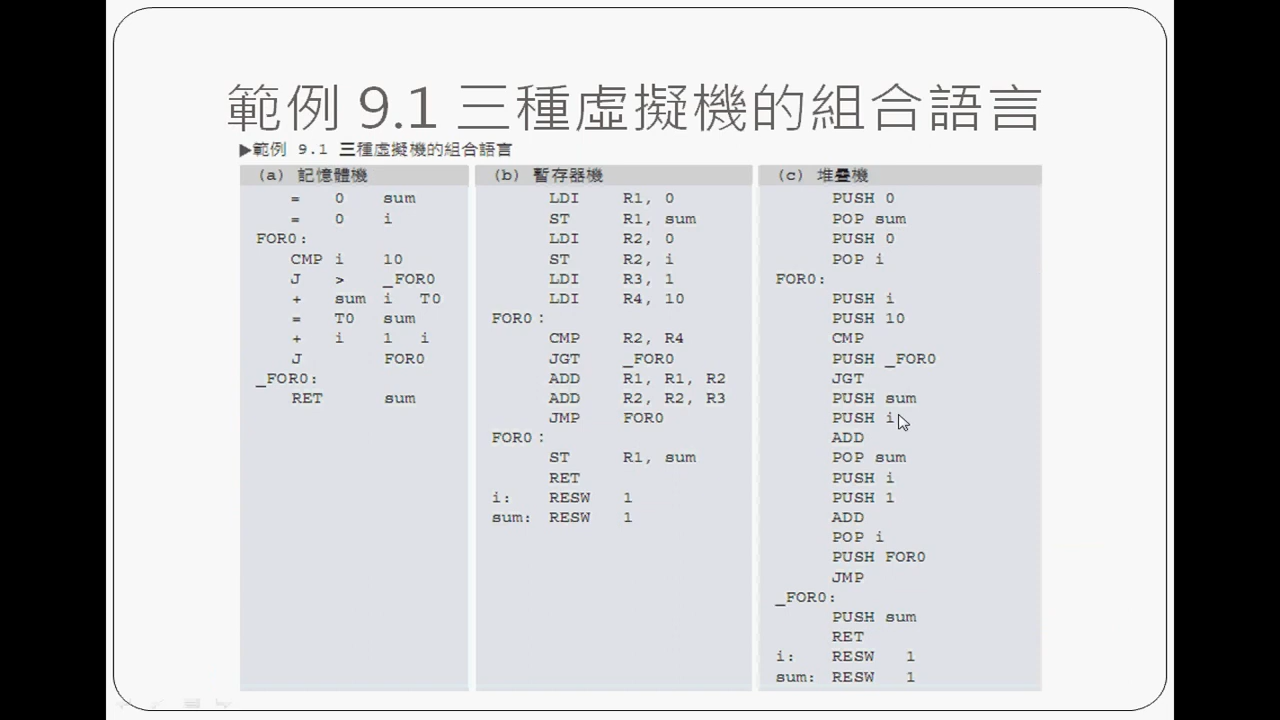 範例 9.1 三種虛擬機的組合語言
▶範例 9.1 三種虛擬機的組合語言
(a) 記憶體機
= 0 sum
= 0 i
FOR0:
CMP i 10
J > _FOR0
+ sum i T0
= T0 sum
+ i 1 i
J FOR0
_FOR0:
RET sum
(b) 暫存器機
LDI R1, 0
ST R1, sum
LDI R2, 0
ST R2, i
LDI R3, 1
LDI R4, 10
FOR0:
CMP R2, R4
JGT _FOR0
ADD R1, R1, R2
ADD R2, R2, R3
JMP FOR0
FOR0:
ST R1, sum
RET
i: RESW 1
sum: RESW 1
(c) 堆疊機
PUSH 0
POP sum
PUSH 0
POP i
FOR0:
PUSH i
PUSH 10
CMP
PUSH _FOR0
JGT
PUSH sum
PUSH i
ADD
POP sum
PUSH i
PUSH 1
ADD
POP i
PUSH FOR0
JMP
_FOR0:
PUSH sum
RET
i: RESW 1
sum: RESW 1